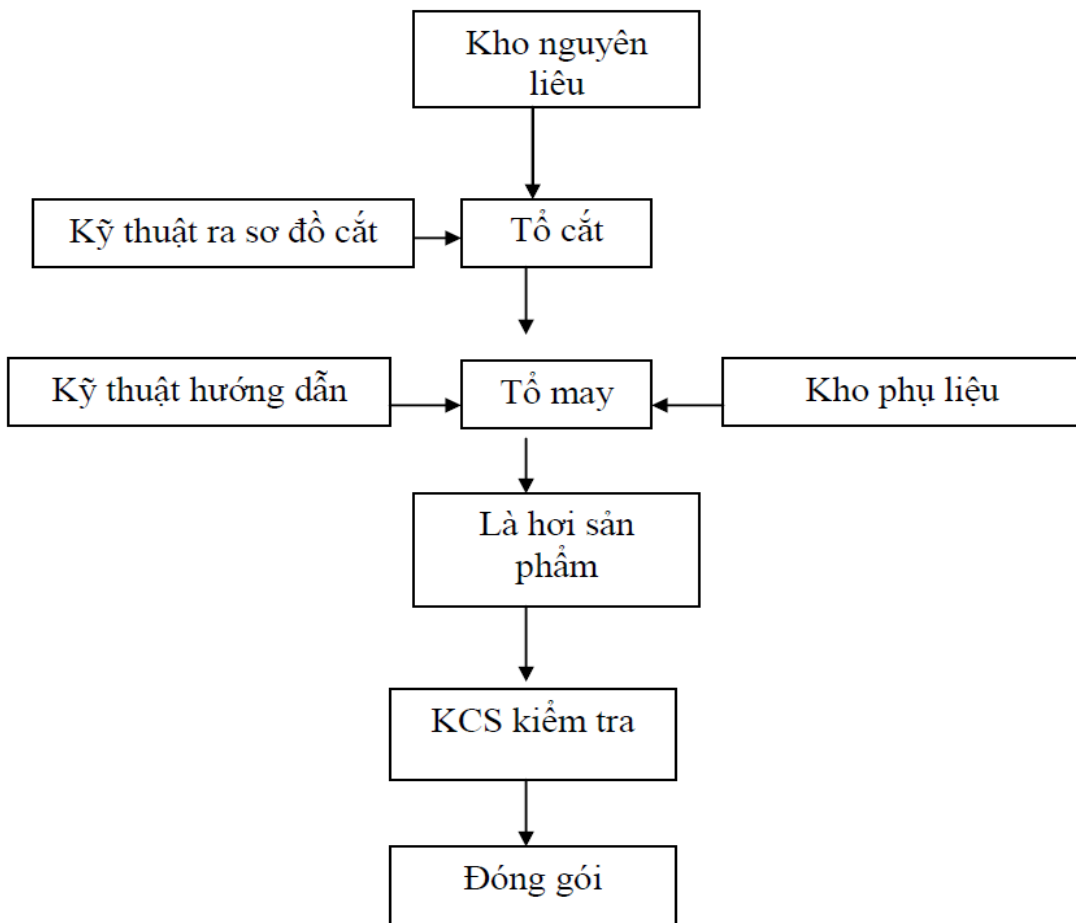 Kho nguyên
liêu
Kỹ thuật ra sơ đồ cắt
Tổ cắt
Kỹ thuật hướng dẫn
Tổ may
Kho phụ liệu
Là hơi sản
phẩm
KCS kiểm tra
Đóng gói